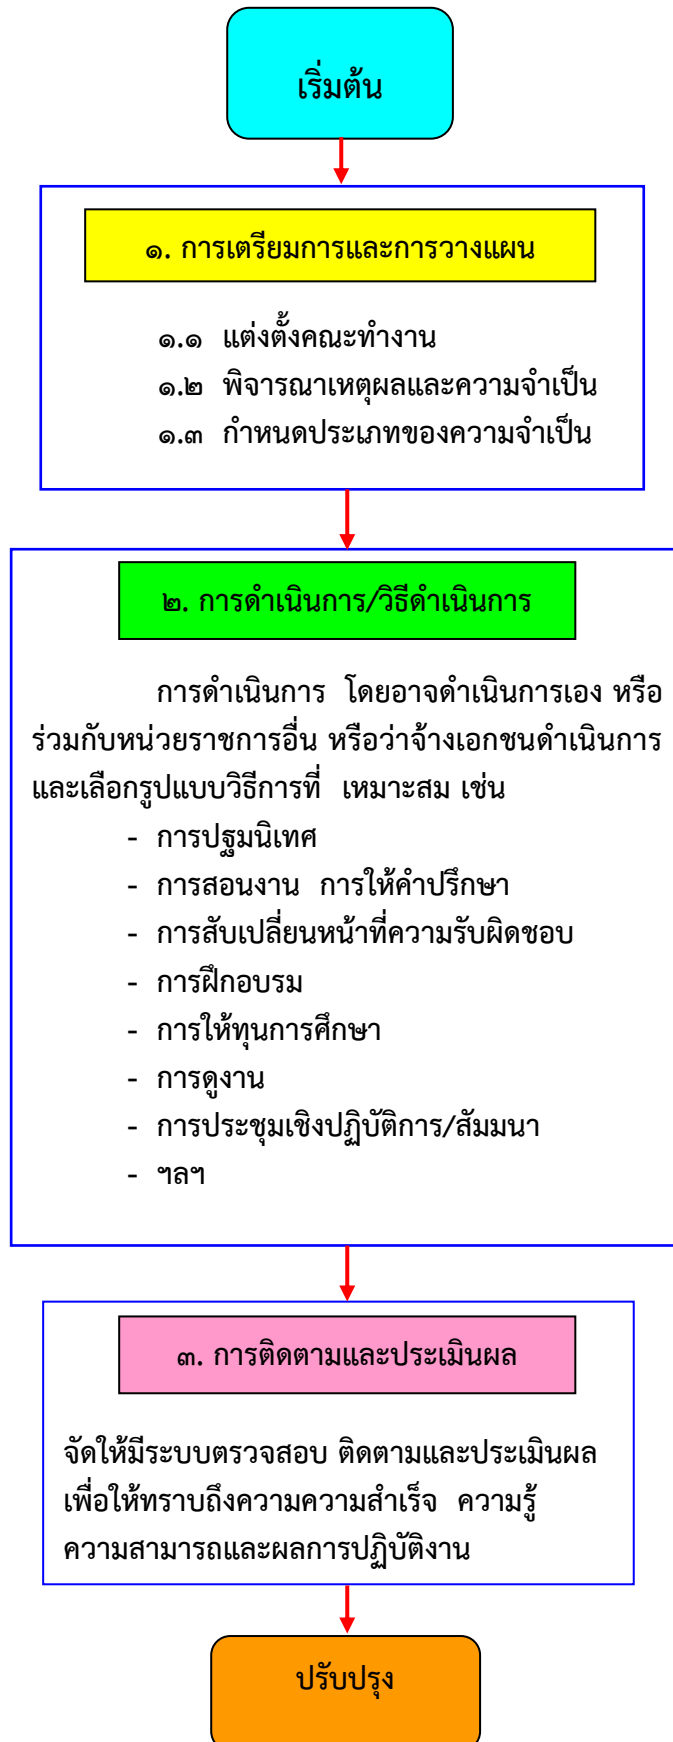 เริ่มต้น
๑. การเตรียมการและการวางแผน
๑.๑ แต่งตั้งคณะทำงาน
๑.๒ พิจารณาเหตุผลและความจำเป็น
๑.๓ กำหนดประเภทของความจำเป็น
๒. การดำเนินการ/วิธีดำเนินการ
การดำเนินการ โดยอาจดำเนินการเอง หรือ
ร่วมกับหน่วยราชการอื่น หรือว่าจ้างเอกชนดำเนินการ
และเลือกรูปแบบวิธีการที่ เหมาะสม เช่น
- การปฐมนิเทศ
- การสอนงาน การให้คำปรึกษา
- การสับเปลี่ยนหน้าที่ความรับผิดชอบ
- การฝึกอบรม
- การให้ทุนการศึกษา
- การดูงาน
- การประชุมเชิงปฏิบัติการ/สัมมนา
- ฯลฯ
๓. การติดตามและประเมินผล
จัดให้มีระบบตรวจสอบ ติดตามและประเมินผล
เพื่อให้ทราบถึงความความสำเร็จ ความรู้
ความสามารถและผลการปฏิบัติงาน
ปรับปรุง